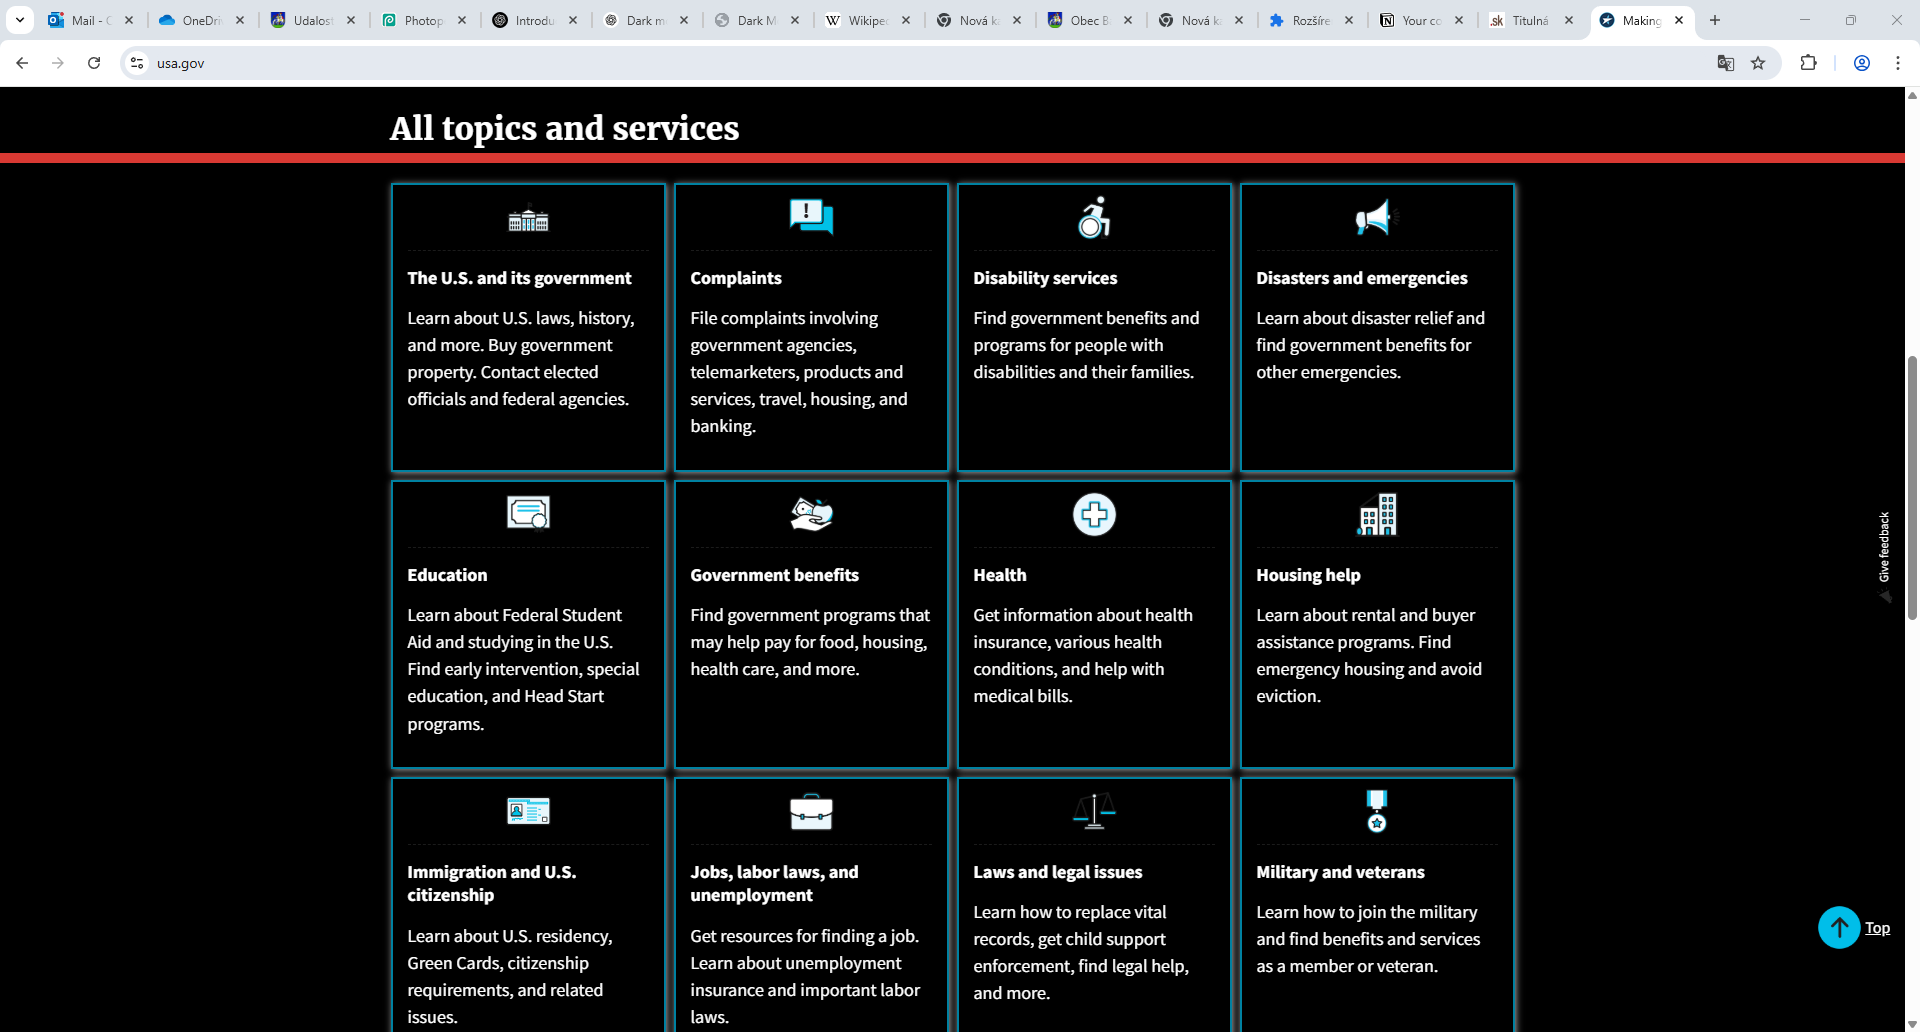 Mail - 
OneDri
Udalost
Photop
Introdu
Dark m
Dark M
Wikiped
Nová ka
Obec B
Nová ka
Rozšíre
Your co
.sk Titulná
Making
usa.gov
All topics and services
The U.S. and its government
Learn about U.S. laws, history,
and more. Buy government
property. Contact elected
officials and federal agencies.
Complaints
File complaints involving
government agencies,
telemarketers, products and
services, travel, housing, and
banking.
Disability services
Find government benefits and
programs for people with
disabilities and their families.
Disasters and emergencies
Learn about disaster relief and
find government benefits for
other emergencies.
Education
Learn about Federal Student
Aid and studying in the U.S.
Find early intervention, special
education, and Head Start
programs.
Government benefits
Find government programs that
may help pay for food, housing,
health care, and more.
Health
Get information about health
insurance, various health
conditions, and help with
medical bills.
Housing help
Learn about rental and buyer
assistance programs. Find
emergency housing and avoid
eviction.
Give feedback
Immigration and U.S.
citizenship
Learn about U.S. residency,
Green Cards, citizenship
requirements, and related
issues.
Jobs, labor laws, and
unemployment
Get resources for finding a job.
Learn about unemployment
insurance and important labor
laws.
Laws and legal issues
Learn how to replace vital
records, get child support
enforcement, find legal help,
and more.
Military and veterans
Learn how to join the military
and find benefits and services
as a member or veteran.
Top